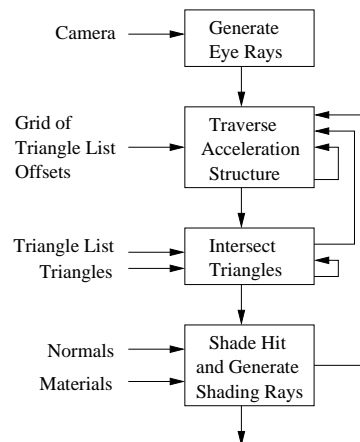 Camera
Generate
Eye Rays
Grid of
Triangle List
Offsets
Traverse
Acceleration
Structure
Triangle List
Triangles
Intersect
Triangles
Normals
Materials
Shade Hit
and Generate
Shading Rays